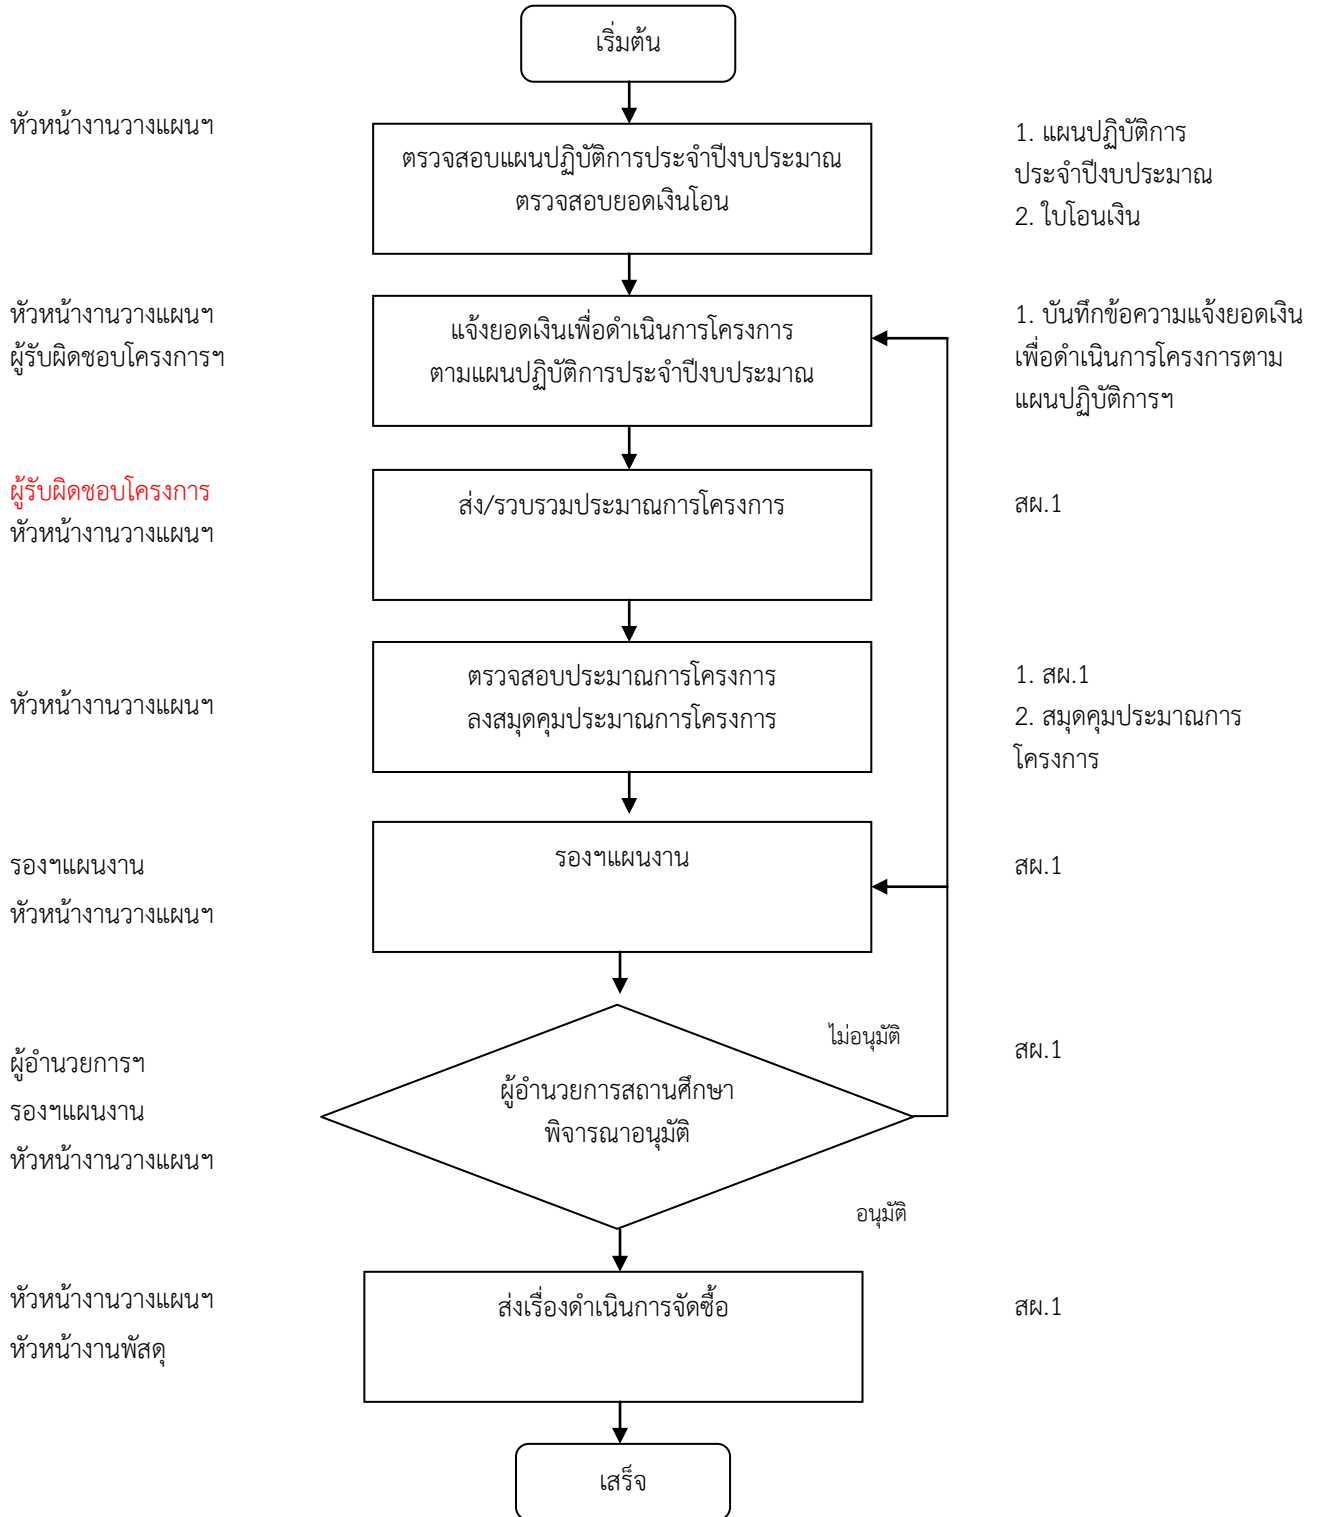 เริ่มต้น
หัวหน้างานวางแผนฯ
ตรวจสอบแผนปฏิบัติการประจำปีงบประมาณ
ตรวจสอบยอดเงินโอน
1. แผนปฏิบัติการ
ประจำปีงบประมาณ
2. ใบโอนเงิน
หัวหน้างานวางแผนฯ
ผู้รับผิดชอบโครงการฯ
แจ้งยอดเงินเพื่อดำเนินการโครงการ
ตามแผนปฏิบัติการประจำปีงบประมาณ
1. บันทึกข้อความแจ้งยอดเงิน
เพื่อดำเนินการโครงการตาม
แผนปฏิบัติการฯ
ผู้รับผิดชอบโครงการ
หัวหน้างานวางแผนฯ
ส่ง/รวบรวมประมาณการโครงการ
สผ.1
หัวหน้างานวางแผนฯ
ตรวจสอบประมาณการโครงการ
ลงสมุดคุมประมาณการโครงการ
1. สผ.1
2. สมุดคุมประมาณการ
โครงการ
รองฯแผนงาน
หัวหน้างานวางแผนฯ
รองฯแผนงาน
สผ.1
ผู้อำนวยการฯ
รองฯแผนงาน
หัวหน้างานวางแผนฯ
ผู้อำนวยการสถานศึกษา
พิจารณาอนุมัติ
ไม่อนุมัติ
สผ.1
อนุมัติ
หัวหน้างานวางแผนฯ
หัวหน้างานพัสดุ
ส่งเรื่องดำเนินการจัดซื้อ
สผ.1
เสร็จ